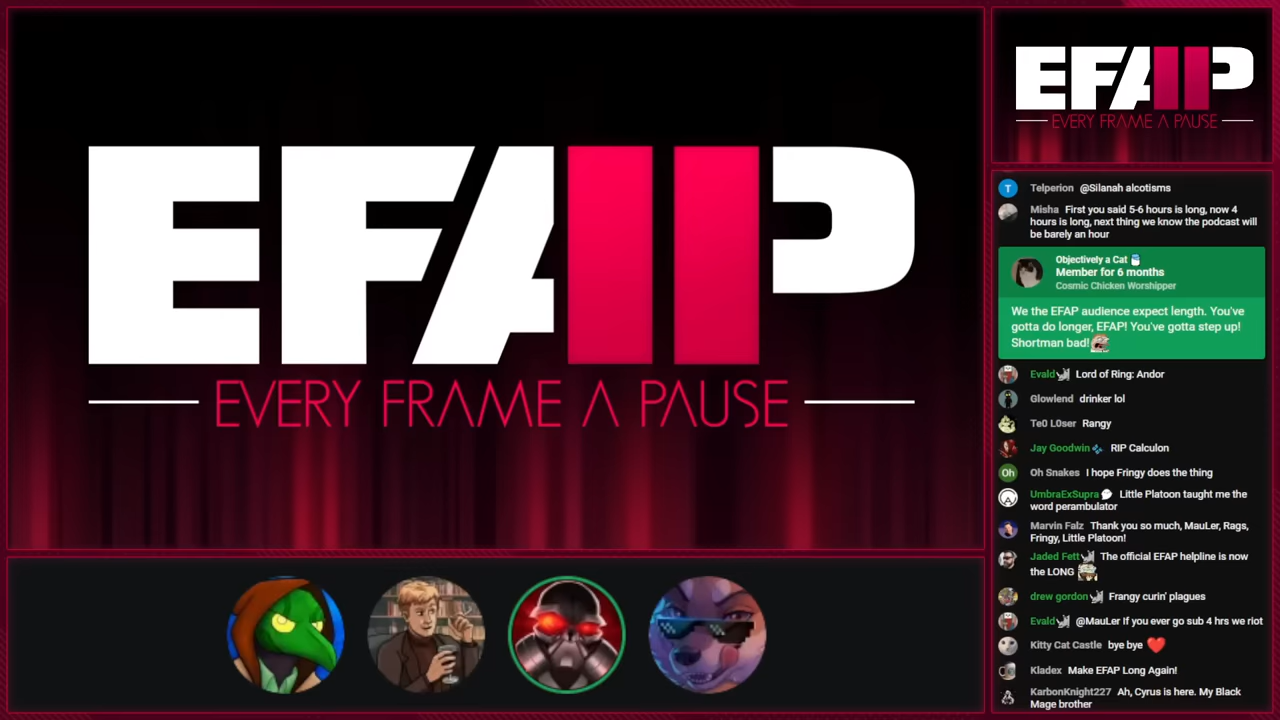 EFAP
EVERY FRAME A PAUSE
EFAP
EVERY FRAME A PAUSE
T Telperion @Silanah alcotisms
Misha First you said 5-6 hours is long, now 4
hours is long, next thing we know the podcast will
be barely an hour
Objectively a Cat
Member for 6 months
Cosmic Chicken Worshipper
We the EFAP audience expect length. You've
gotta do longer, EFAP! You've gotta step up!
Shortman bad!
Evald Lord of Ring: Andor
Glowlend drinker lol
Te0 L0ser Rangy
Jay Goodwin RIP Calculon
Oh Oh Snakes I hope Fringy does the thing
UmbraExSupra Little Platoon taught me the
word perambulator
Marvin Falz Thank you so much, MauLer, Rags,
Fringy, Little Platoon!
Jaded Fett The official EFAP helpline is now
the LONG
drew gordon Frangy curin' plagues
Evald @MauLer If you ever go sub 4 hrs we riot
Kitty Cat Castle bye bye
Kladex Make EFAP Long Again!
KarbonKnight227 Ah, Cyrus is here. My Black
Mage brother